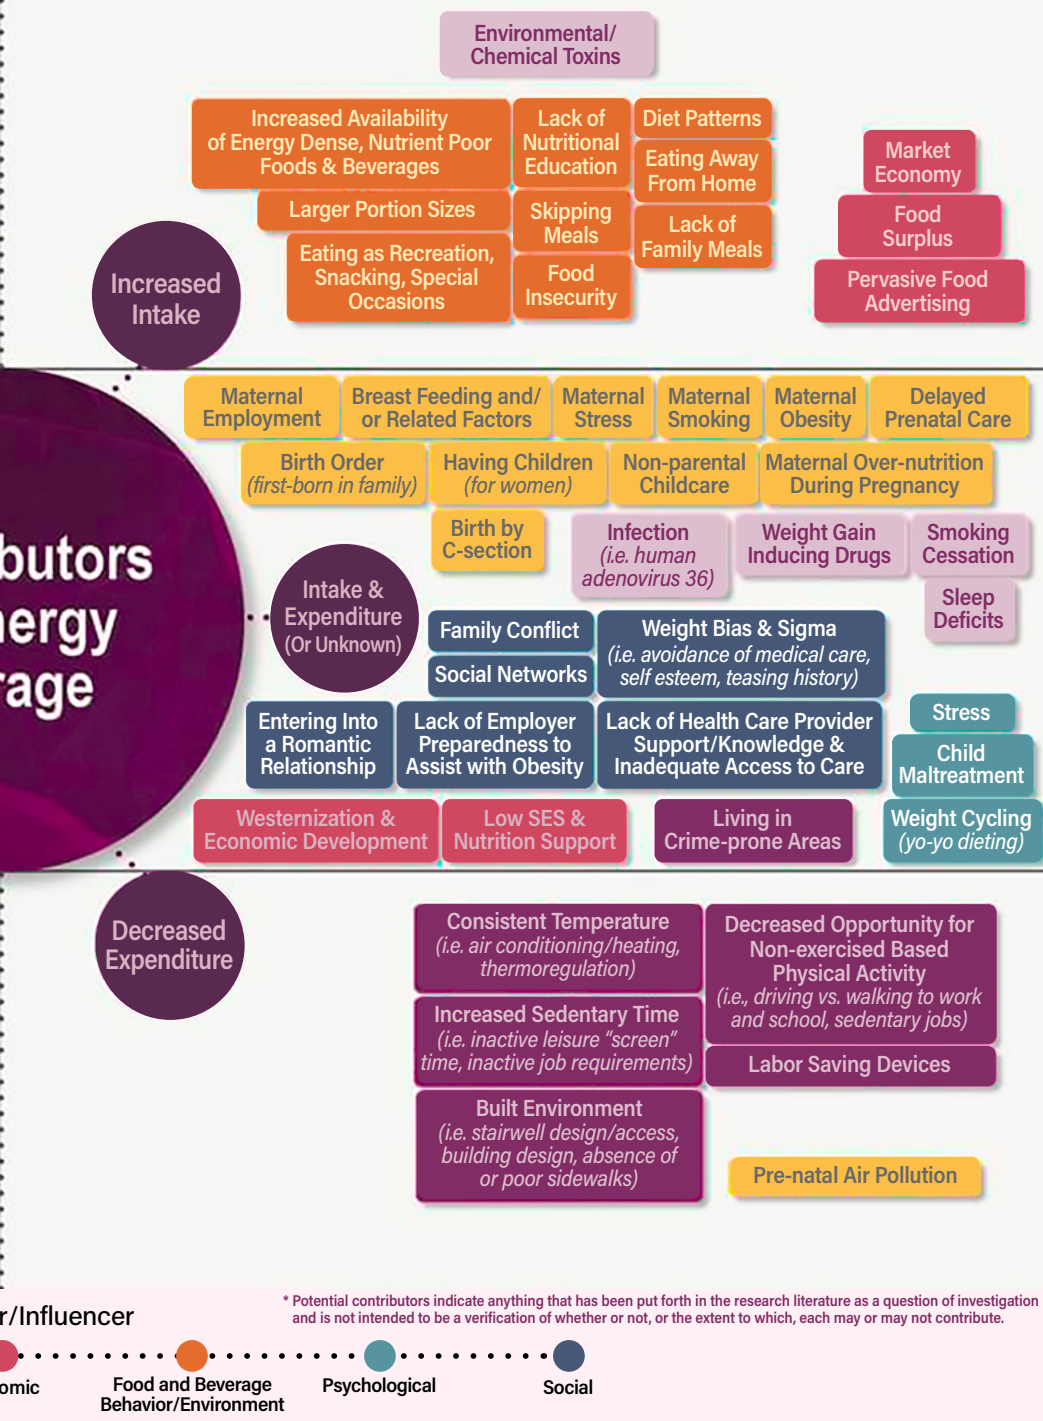 Environmental/
Chemical Toxins
Increased Availability
of Energy Dense, Nutrient Poor
Foods & Beverages
Lack of
Nutritional
Education
Diet Patterns
Eating Away
From Home
Larger Portion Sizes
Skipping
Meals
Lack of
Family Meals
Eating as Recreation,
Snacking, Special
Occasions
Food
Insecurity
Market
Economy
Food
Surplus
Pervasive Food
Advertising
Increased
Intake
Maternal
Employment
Breast Feeding and/
or Related Factors
Maternal
Stress
Maternal
Smoking
Maternal
Obesity
Delayed
Prenatal Care
Birth Order
(first-born in family)
Having Children
(for women)
Non-parental
Childcare
Maternal Over-nutrition
During Pregnancy
Birth by
C-section
Infection
(i.e. human
adenovirus 36)
Weight Gain
Inducing Drugs
Smoking
Cessation
Sleep
Deficits
butors
ergy
rage
Intake &
Expenditure
(Or Unknown)
Family Conflict
Social Networks
Weight Bias & Sigma
(i.e. avoidance of medical care,
self esteem, teasing history)
Entering Into
a Romantic
Relationship
Lack of Employer
Preparedness to
Assist with Obesity
Lack of Health Care Provider
Support/Knowledge &
Inadequate Access to Care
Stress
Child
Maltreatment
Weight Cycling
(yo-yo dieting)
Westernization &
Economic Development
Low SES &
Nutrition Support
Living in
Crime-prone Areas
Decreased
Expenditure
Consistent Temperature
(i.e. air conditioning/heating,
thermoregulation)
Decreased Opportunity for
Non-exercised Based
Physical Activity
(i.e., driving vs. walking to work
and school, sedentary jobs)
Increased Sedentary Time
(i.e. inactive leisure “screen”
time, inactive job requirements)
Labor Saving Devices
Built Environment
(i.e. stairwell design/access,
building design, absence of
or poor sidewalks)
Pre-natal Air Pollution
r/Influencer
* Potential contributors indicate anything that has been put forth in the research literature as a question of investigation
and is not intended to be a verification of whether or not, or the extent to which, each may or may not contribute.
omic
Food and Beverage
Behavior/Environment
Psychological
Social